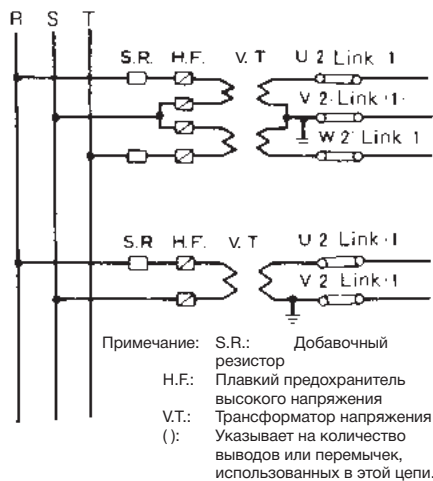 R S T
S.R. H.F. V. T U 2 Link 1
V 2 Link 1
W 2 Link 1
S.R H.F. V. T U 2 Link 1
V 2 Link 1
Примечание: S.R.: Добавочный
резистор
H.F.: Плавкий предохранитель
высокого напряжения
V.T.: Трансформатор напряжения
( ): Указывает на количество
выводов или перемычек,
использованных в этой цепи.